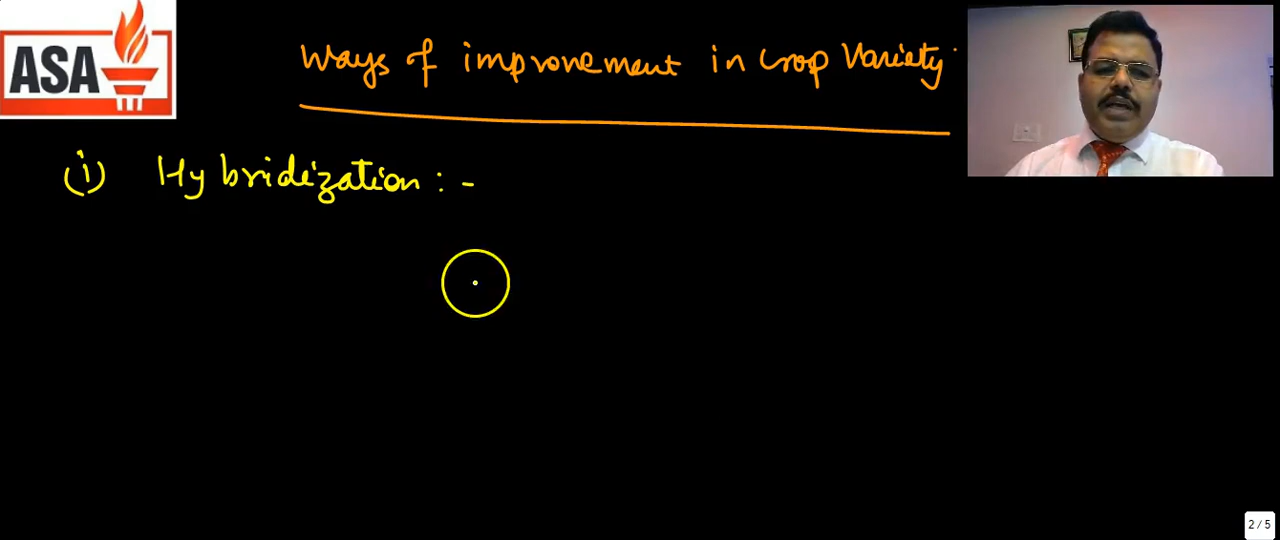 ASA
Ways of improvement in crop Variety
(i) Hybridization : -
2 / 5